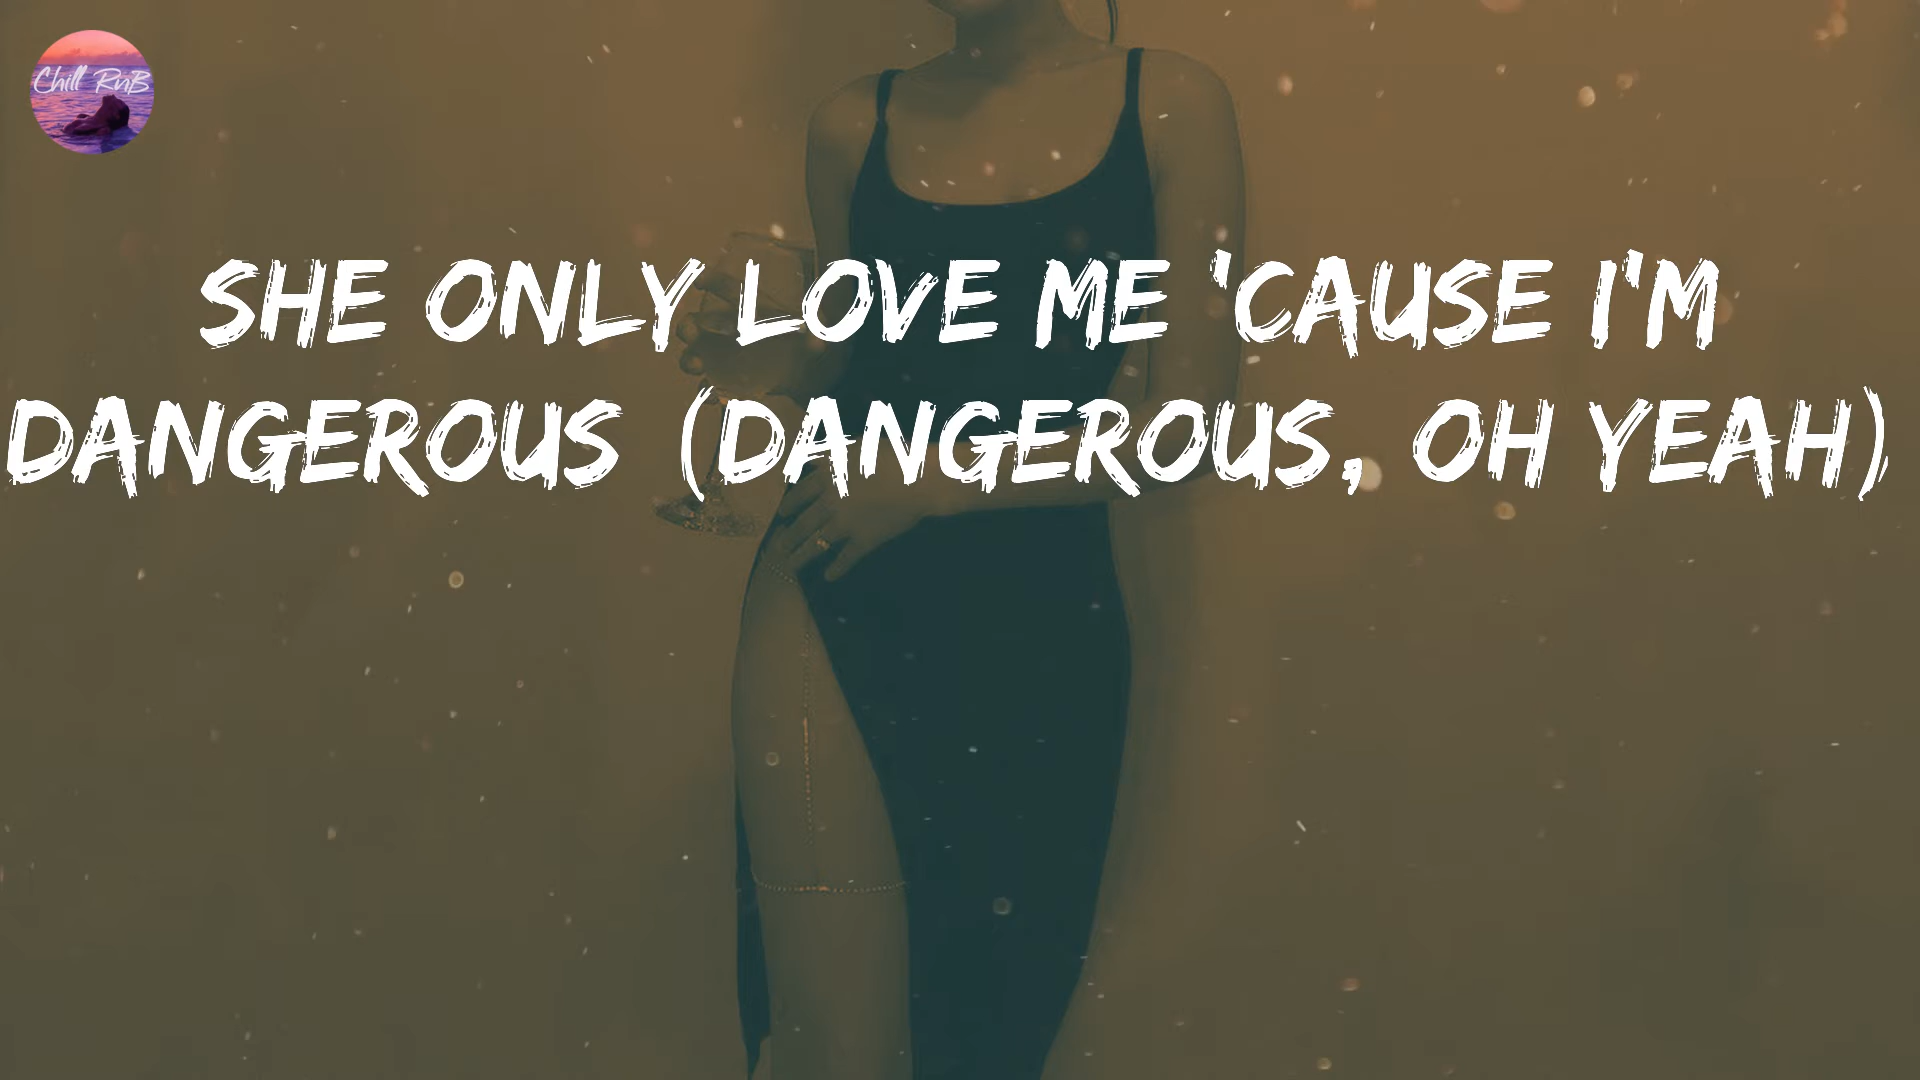 Chill RnB
SHE ONLY LOVE ME 'CAUSE I'M
DANGEROUS (DANGEROUS, OH YEAH)